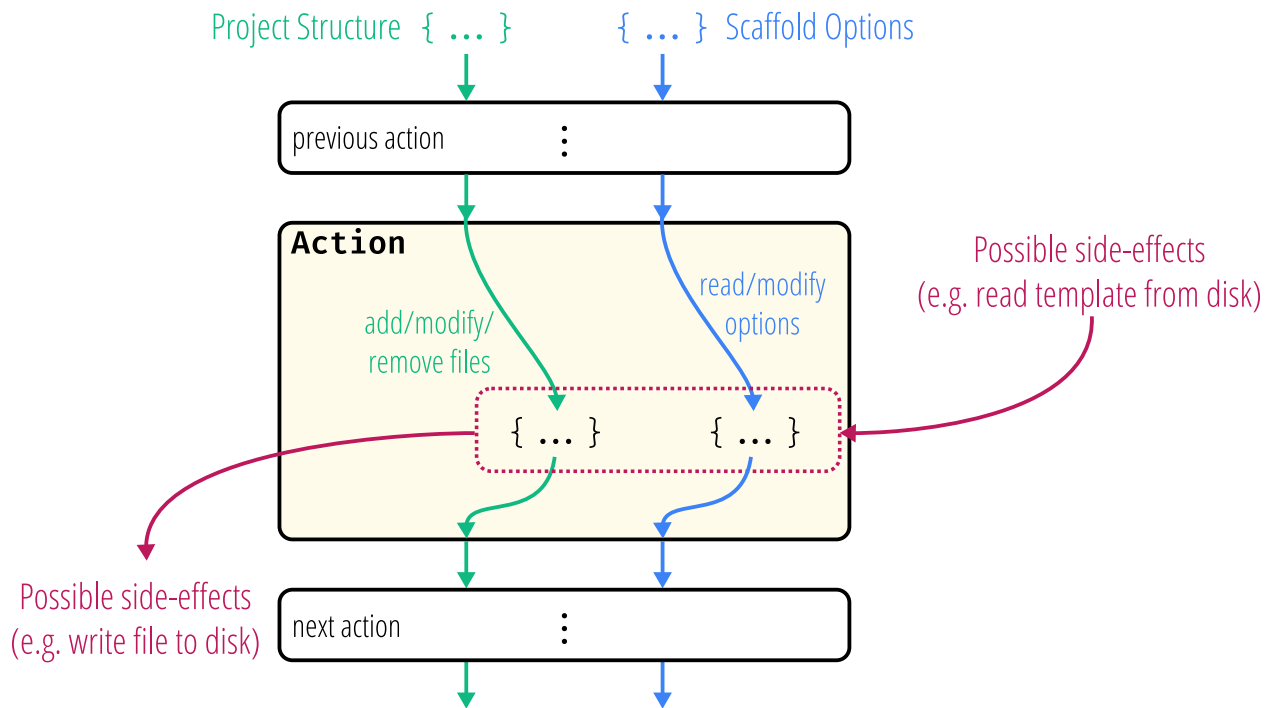 Project Structure { ... } { ... } Scaffold Options
previous action ⋮
Action
Possible side-effects
(e.g. read template from disk)
read/modify
options
add/modify/
remove files
{ ... } { ... }
Possible side-effects
(e.g. write file to disk)
next action ⋮